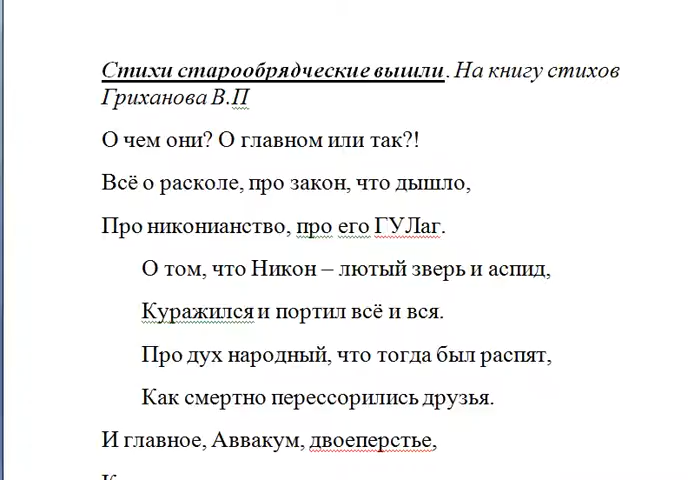 Стихи старообрядческие вышли. На книгу стихов
Гриханова В.П
О чем они? О главном или так?!
Всё о расколе, про закон, что дышло,
Про никонианство, про его ГУЛаг.
О том, что Никон – лютый зверь и аспид,
Куражился и портил всё и вся.
Про дух народный, что тогда был распят,
Как смертно перессорились друзья.
И главное, Аввакум, двоеперстье,